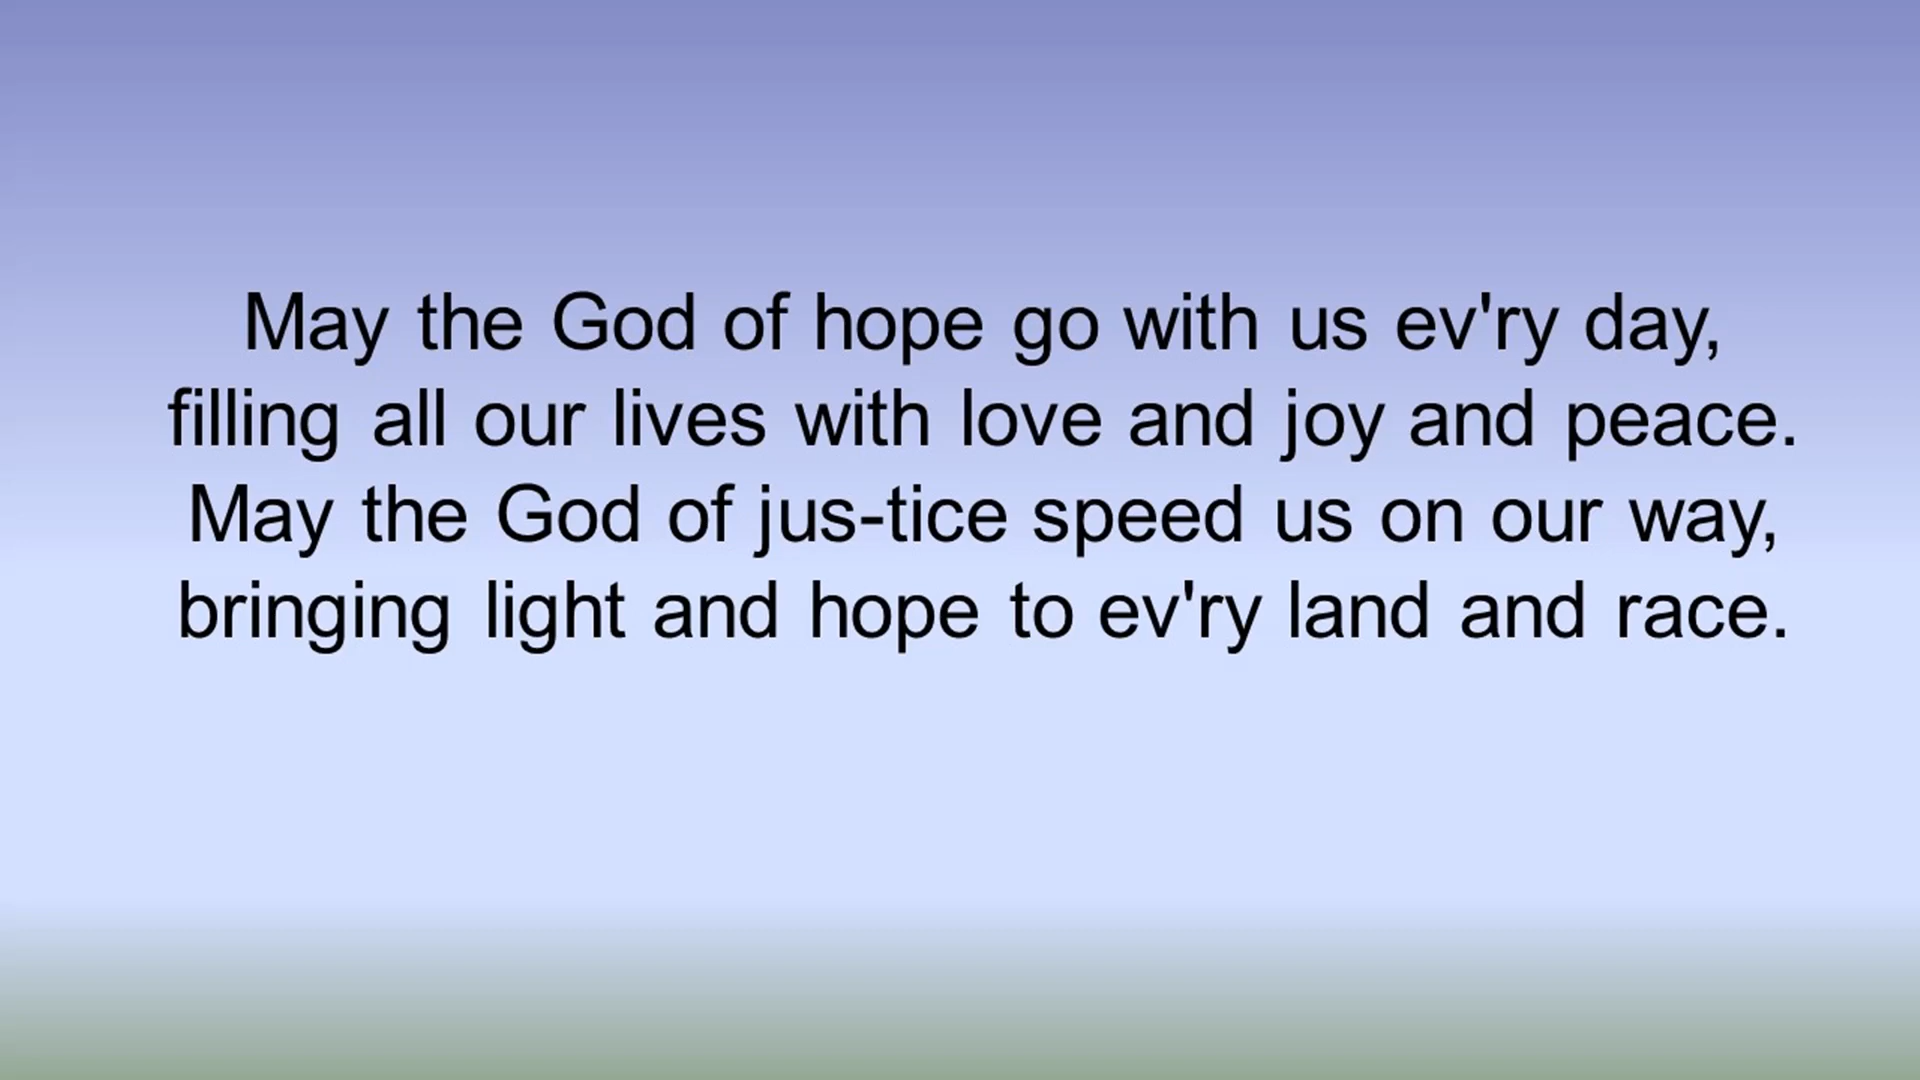 May the God of hope go with us ev'ry day,
filling all our lives with love and joy and peace.
May the God of jus-tice speed us on our way,
bringing light and hope to ev'ry land and race.